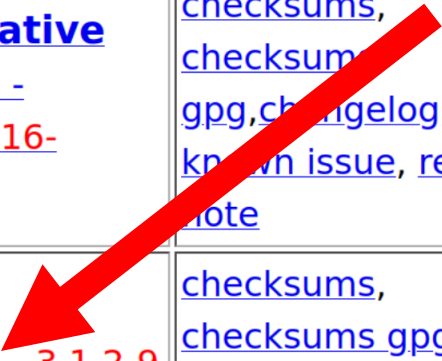 ative
-
16-
checksums,
checksums
gpg,changelog
known issue, re
note
3.1.2.9
checksums,
checksums gpg